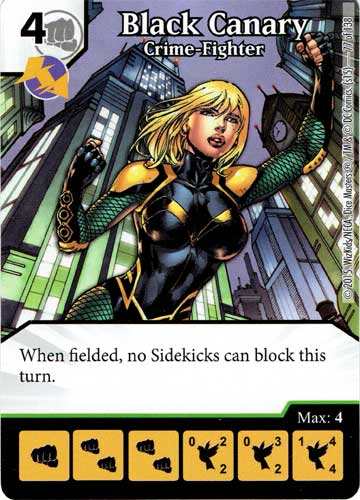 4
Black Canary
Crime-Fighter
When fielded, no Sidekicks can block this
turn.
Max: 4
0 2 2
0 3 2
1 4 4